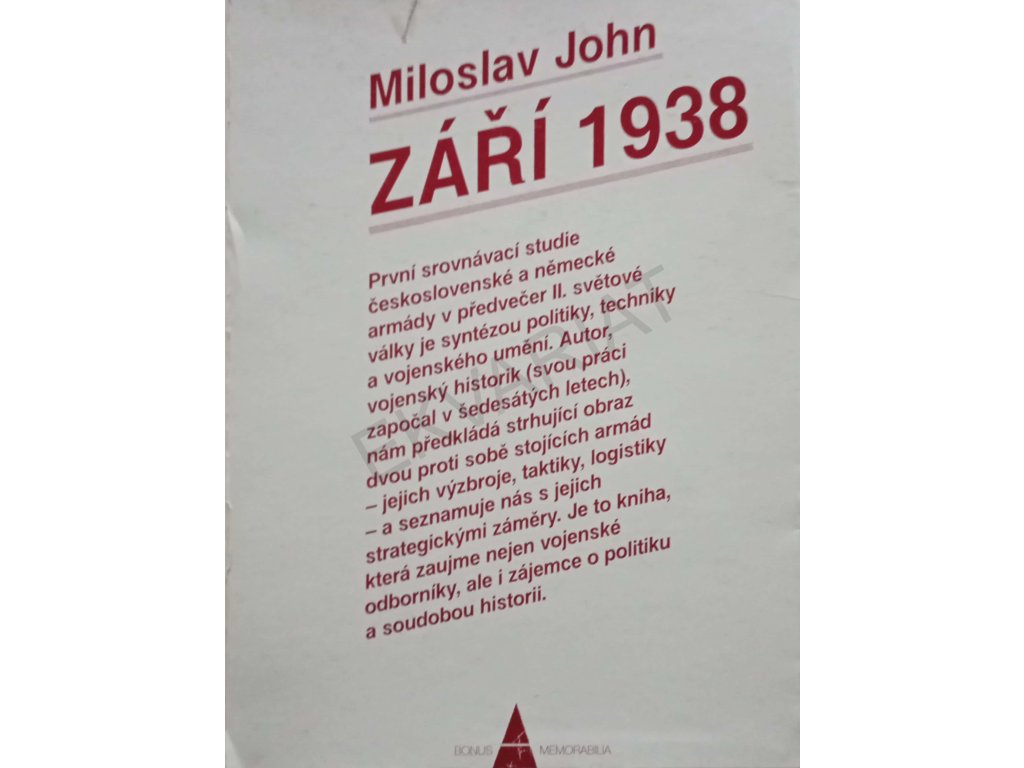 Miloslav John
ZÁŘÍ 1938
První srovnávací studie
československé a německé
armády v předvečer II. světové
války je syntézou politiky, techniky
a vojenského umění. Autor,
vojenský historik (svou práci
započal v šedesátých letech),
nám předkládá strhující obraz
dvou proti sobě stojících armád
– jejich výzbroje, taktiky, logistiky
– a seznamuje nás s jejich
strategickými záměry. Je to kniha,
která zaujme nejen vojenské
odborníky, ale i zájemce o politiku
a soudobou historii.
EKVARIAT
BONUS A MEMORABILIA